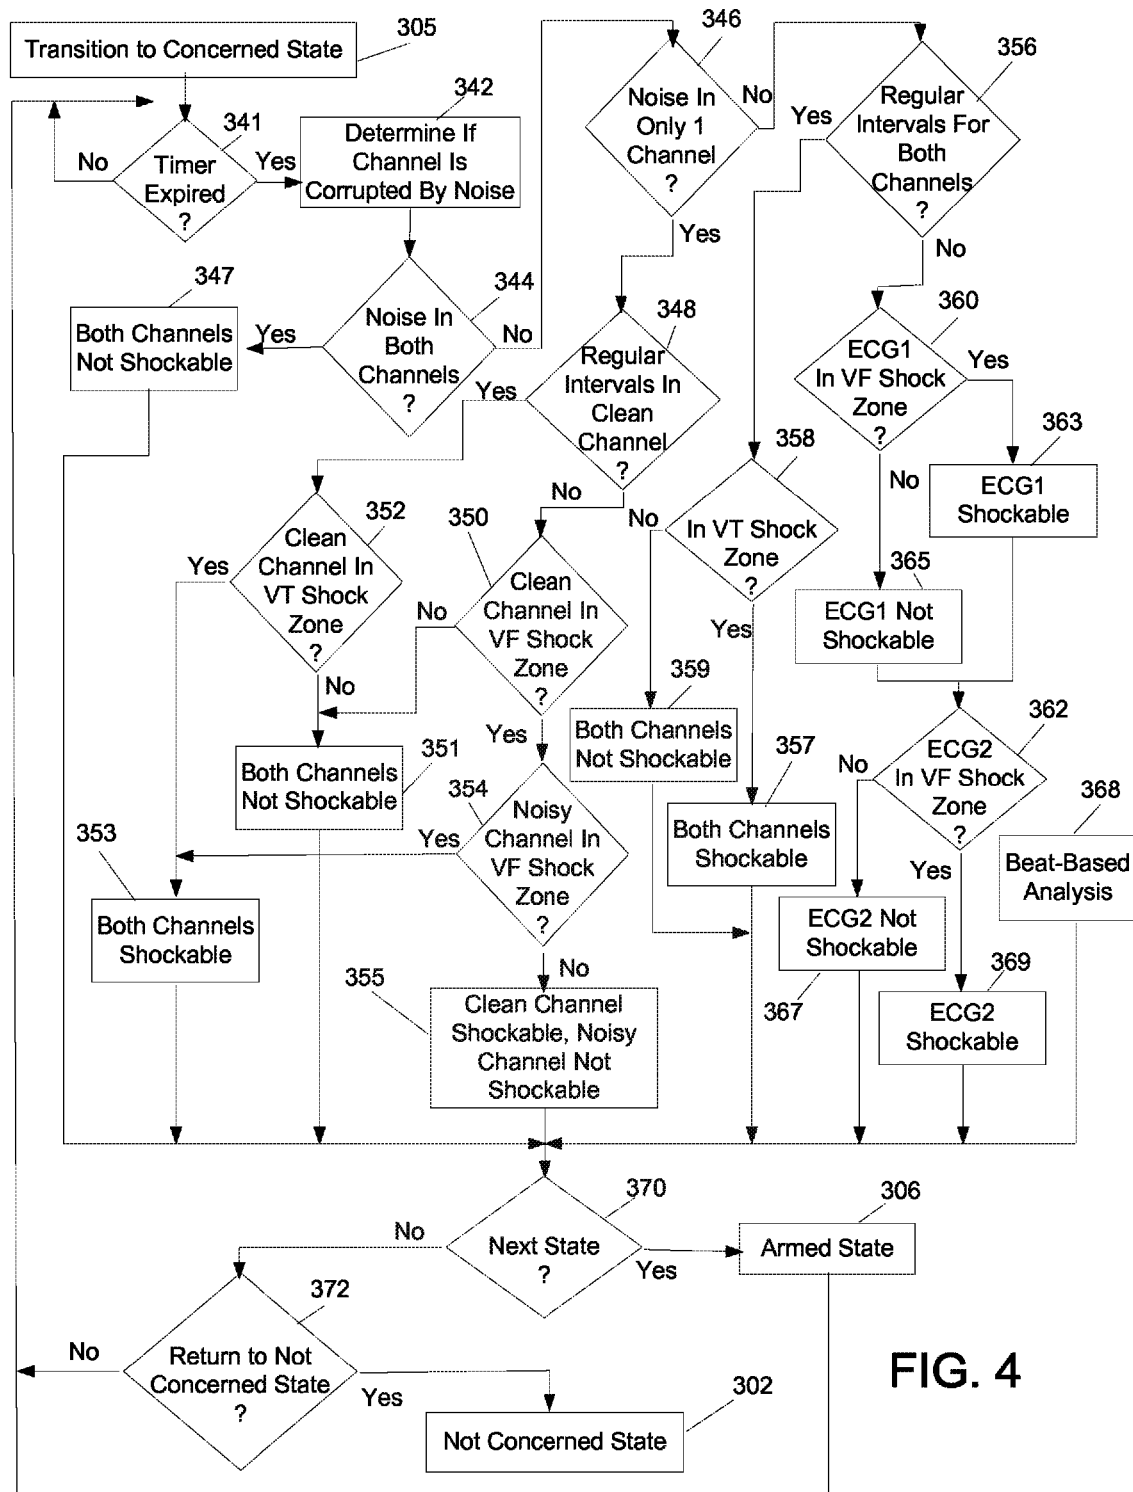 Transition to Concerned State
305
341
No
Timer
Expired
?
Yes
342
Determine If
Channel Is
Corrupted By Noise
346
Noise In
Only 1
Channel
?
No
Yes
356
Yes
Regular
Intervals For
Both
Channels
?
No
347
Both Channels
Not Shockable
Yes
344
Noise In
Both
Channels
?
No
348
Yes
Regular
Intervals In
Clean
Channel
?
No
360
ECG1
In VF Shock
Zone
?
Yes
No
363
ECG1
Shockable
358
No
In VT Shock
Zone
?
Yes
352
Yes
Clean
Channel In
VT Shock
Zone
?
No
350
No
Clean
Channel In
VF Shock
Zone
?
Yes
365
ECG1 Not
Shockable
359
Both Channels
Not Shockable
362
No
ECG2
In VF Shock
Zone
?
Yes
351
Both Channels
Not Shockable
354
Yes
Noisy
Channel In
VF Shock
Zone
?
No
357
Both Channels
Shockable
368
Beat-Based
Analysis
353
Both Channels
Shockable
ECG2 Not
Shockable
367
369
ECG2
Shockable
355
Clean Channel
Shockable, Noisy
Channel Not
Shockable
370
No
Next State
?
Yes
306
Armed State
372
No
Return to Not
Concerned State
?
Yes
302
Not Concerned State
FIG. 4